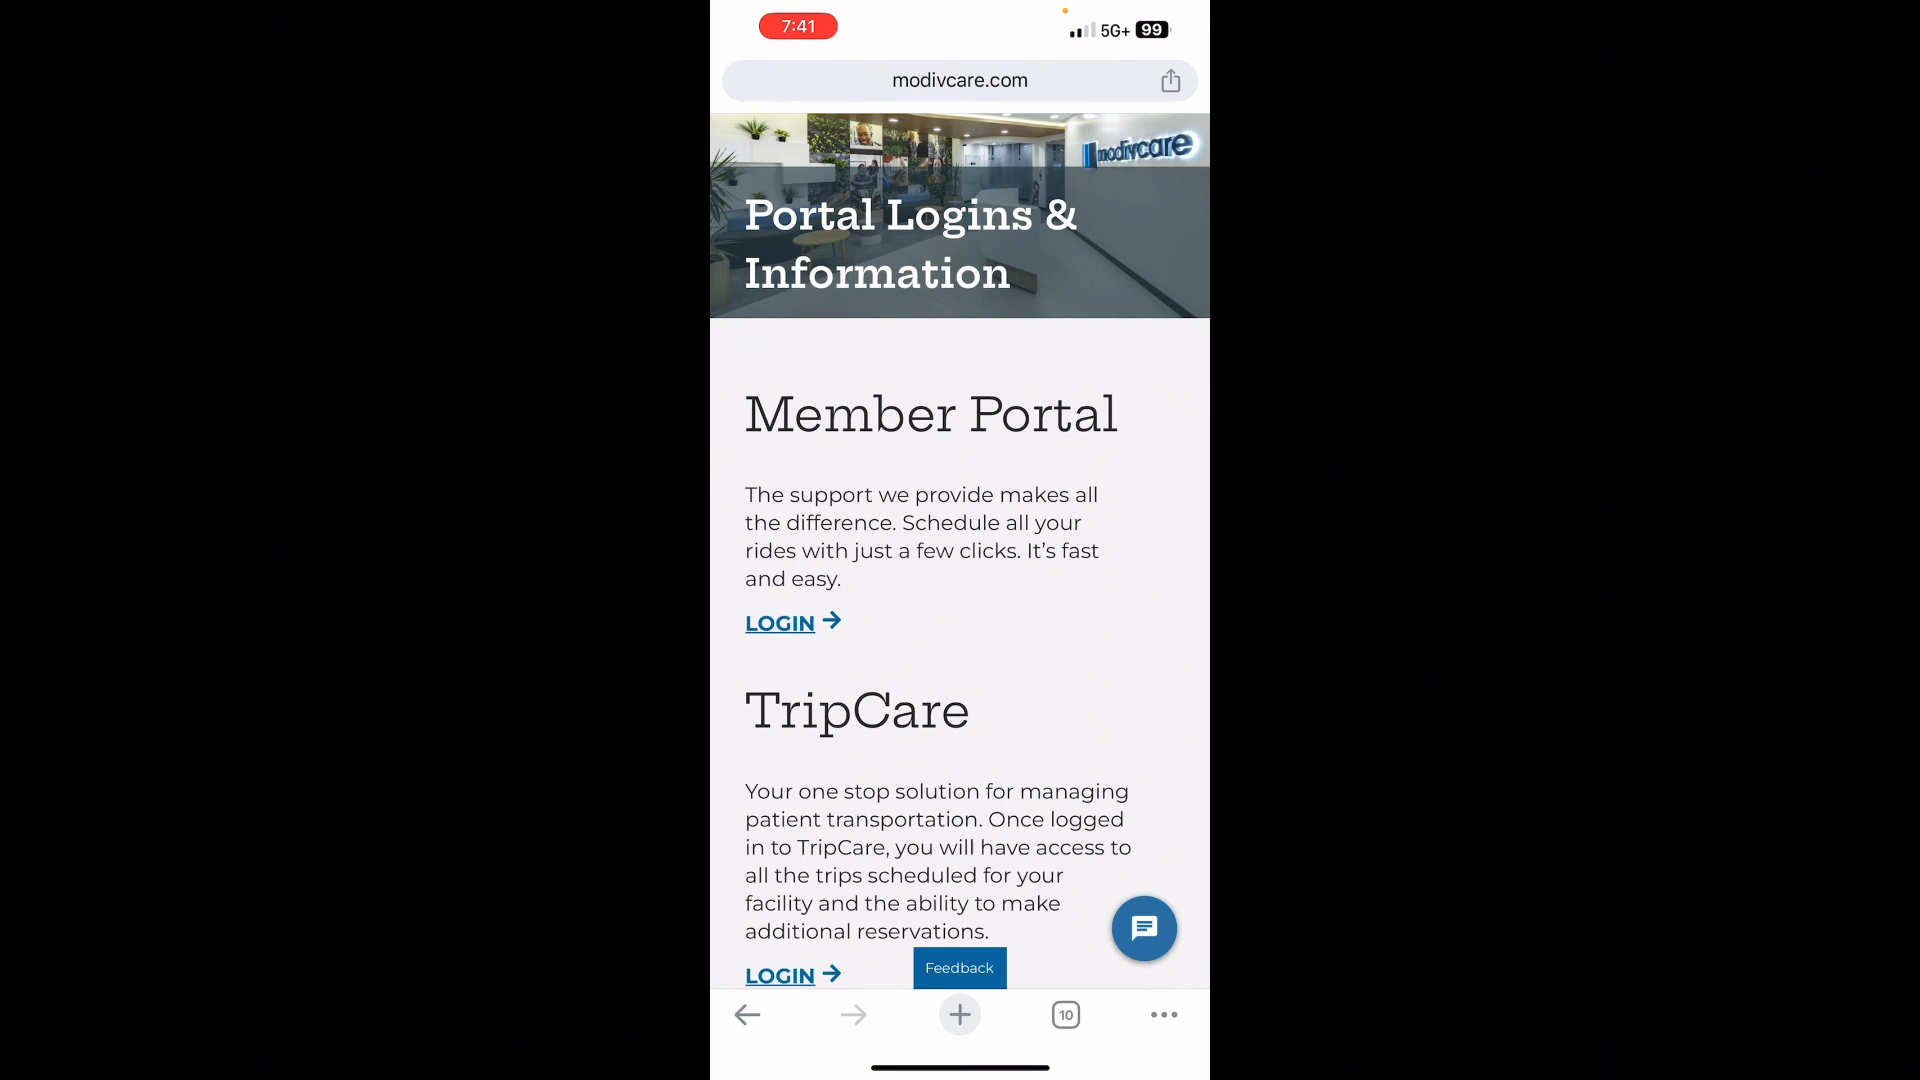 7:41
5G+ 99
modivcare.com
modivcare
Portal Logins &
Information
Member Portal
The support we provide makes all
the difference. Schedule all your
rides with just a few clicks. It’s fast
and easy.
LOGIN
TripCare
Your one stop solution for managing
patient transportation. Once logged
in to TripCare, you will have access to
all the trips scheduled for your
facility and the ability to make
additional reservations.
LOGIN
Feedback
10